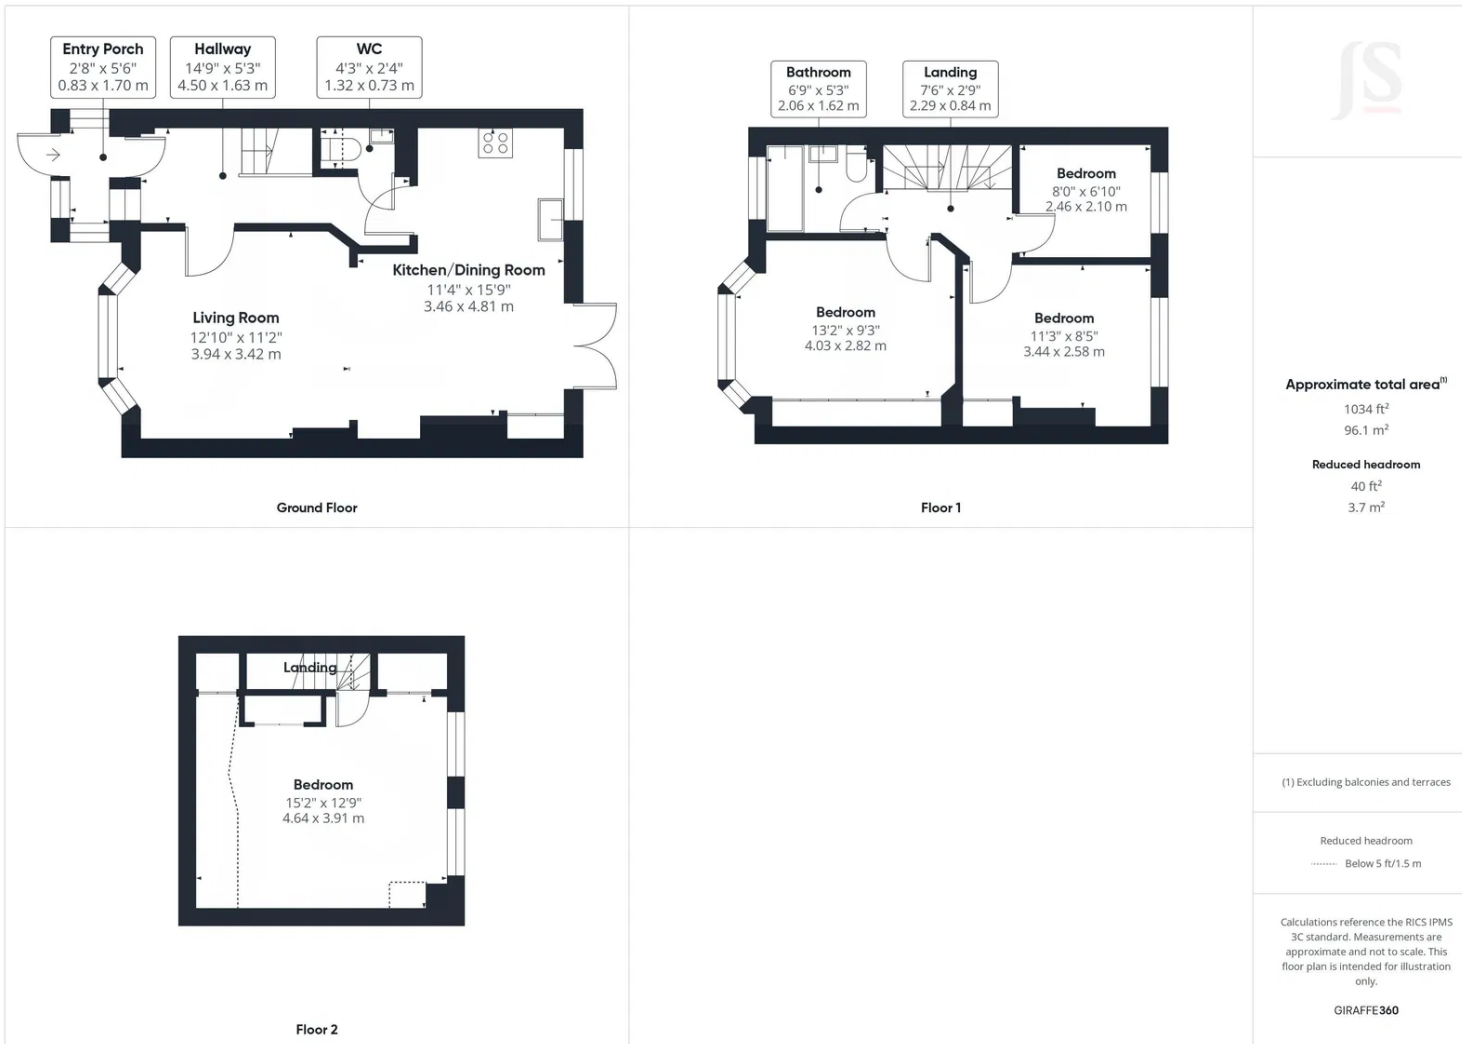 Entry Porch
2'8" x 5'6"
0.83 x 1.70 m
Hallway
14'9" x 5'3"
4.50 x 1.63 m
WC
4'3" x 2'4"
1.32 x 0.73 m
Living Room
12'10" x 11'2"
3.94 x 3.42 m
Kitchen/Dining Room
11'4" x 15'9"
3.46 x 4.81 m
Ground Floor
Bathroom
6'9" x 5'3"
2.06 x 1.62 m
Landing
7'6" x 2'9"
2.29 x 0.84 m
Bedroom
8'0" x 6'10"
2.46 x 2.10 m
Bedroom
13'2" x 9'3"
4.03 x 2.82 m
Bedroom
11'3" x 8'5"
3.44 x 2.58 m
Floor 1
Landing
Bedroom
15'2" x 12'9"
4.64 x 3.91 m
Floor 2
JS
Approximate total area(1)
1034 ft²
96.1 m²
Reduced headroom
40 ft²
3.7 m²
(1) Excluding balconies and terraces
Reduced headroom
Below 5 ft/1.5 m
Calculations reference the RICS IPMS
3C standard. Measurements are
approximate and not to scale. This
floor plan is intended for illustration
only.
GIRAFFE360